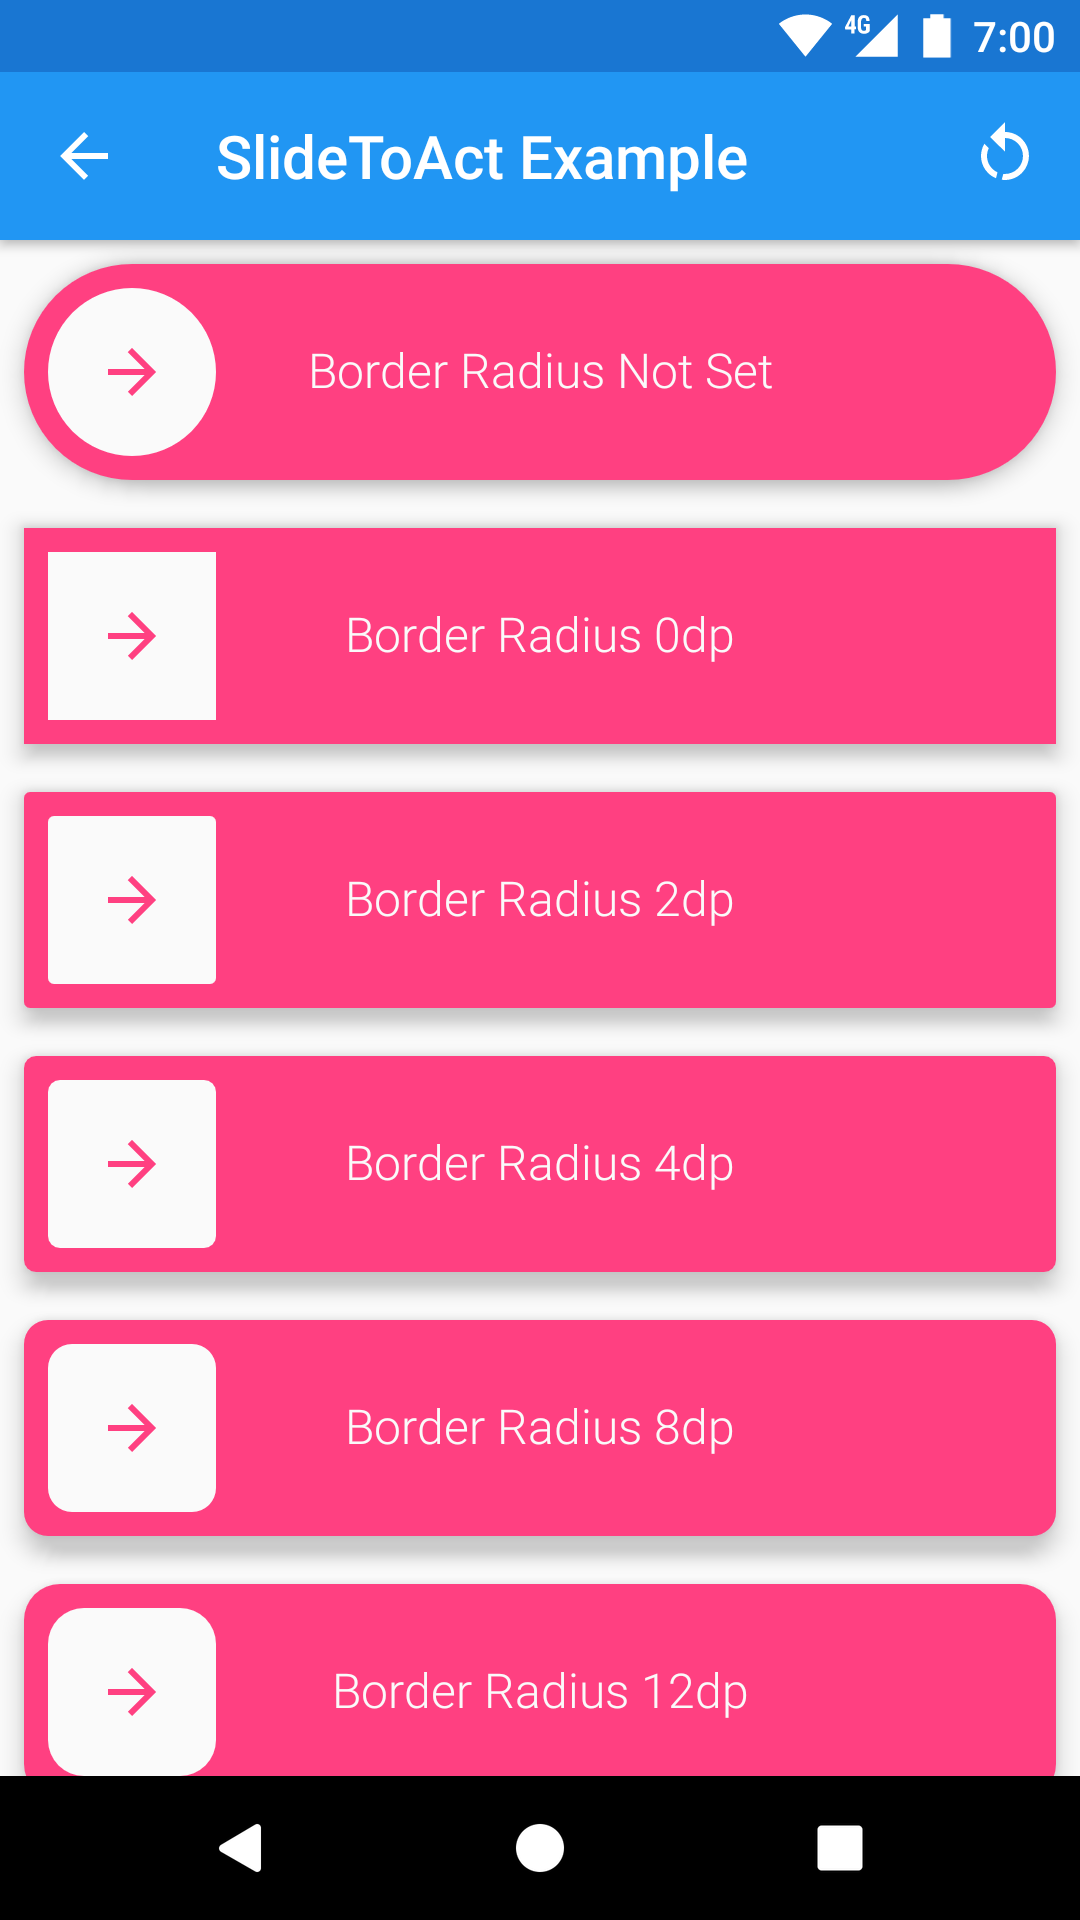 4G 7:00
SlideToAct Example
Border Radius Not Set
Border Radius 0dp
Border Radius 2dp
Border Radius 4dp
Border Radius 8dp
Border Radius 12dp